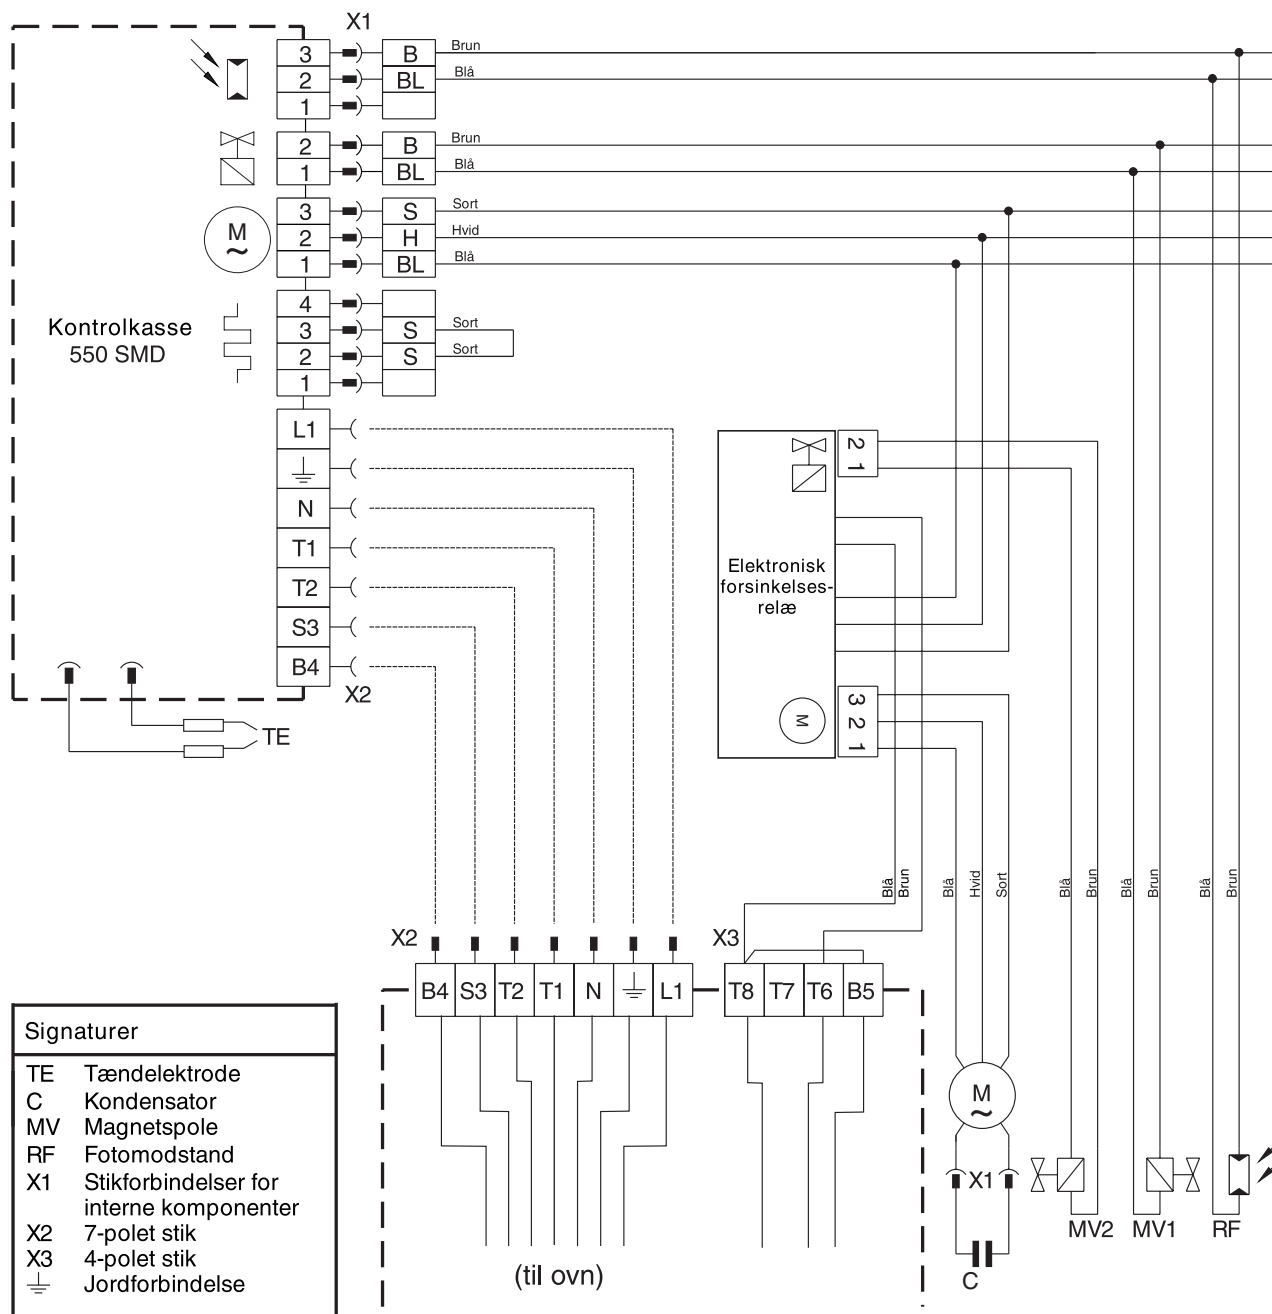 X1
3 B Brun
2 BL Blå
1
2 B Brun
1 BL Blå
3 S Sort
M
~
2 H Hvid
1 BL Blå
4
Kontrolkasse
550 SMD
3 S Sort
2 S Sort
1
L1
N
T1
T2
S3
B4
X2
TE
2
1
Elektronisk
forsinkelses-
relæ
M
3
2
1
Blå
Brun
Blå
Hvid
Sort
Blå
Brun
Blå
Brun
Blå
Brun
X2
B4 S3 T2 T1 N L1
X3
T8 T7 T6 B5
M
~
X1
C
MV2
MV1
RF
(til ovn)
Signaturer
TE Tændelektrode
C Kondensator
MV Magnetspole
RF Fotomodstand
X1 Stikforbindelser for
interne komponenter
X2 7-polet stik
X3 4-polet stik
Jordforbindelse